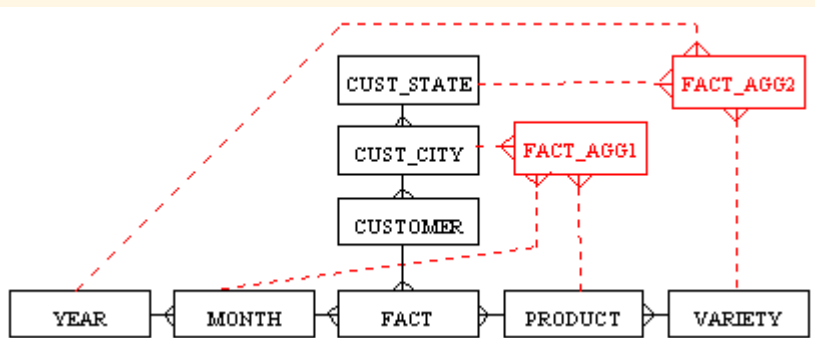 CUST_STATE
FACT_AGG2
CUST_CITY
FACT_AGG1
CUSTOMER
YEAR
MONTH
FACT
PRODUCT
VARIETY